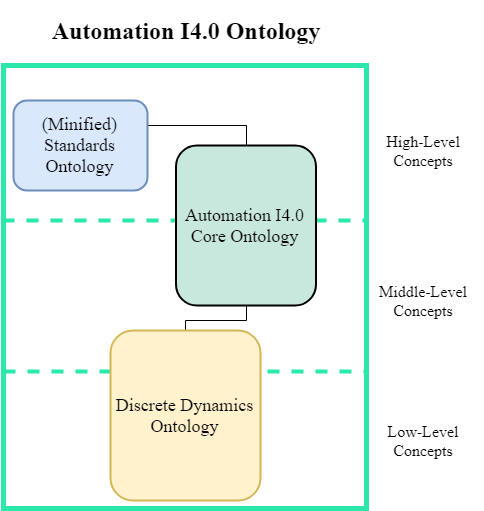 Automation I4.0 Ontology
(Minified)
Standards
Ontology
High-Level
Concepts
Automation I4.0
Core Ontology
Middle-Level
Concepts
Discrete Dynamics
Ontology
Low-Level
Concepts